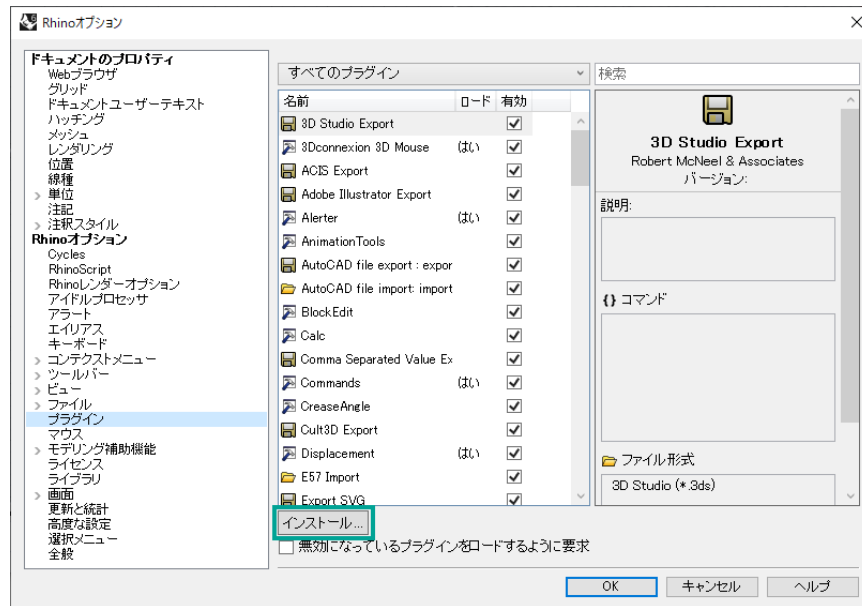 Rhinoオプション
ドキュメントのプロパティ
Webブラウザ
グリッド
ドキュメントユーザーテキスト
ハッチング
メッシュ
レンダリング
位置
線種
単位
注記
注釈スタイル
Rhinoオプション
Cycles
RhinoScript
Rhinoレンダーオプション
アイドルプロセッサ
アラート
エイリアス
キーボード
コンテクストメニュー
ツールバー
ビュー
ファイル
プラグイン
マウス
モデリング補助機能
ライセンス
ライブラリ
画面
更新と統計
高度な設定
選択メニュー
全般
すべてのプラグイン
検索
名前 ロード 有効
3D Studio Export
3Dconnexion 3D Mouse はい
ACIS Export
Adobe Illustrator Export
Alerter はい
AnimationTools
AutoCAD file export : expor
AutoCAD file import: import
BlockEdit
Calc
Comma Separated Value Ex
Commands はい
CreaseAngle
Cult3D Export
Displacement はい
E57 Import
Export SVG
インストール...
無効になっているプラグインをロードするように要求
3D Studio Export
Robert McNeel & Associates
バージョン:
説明:
{} コマンド
ファイル形式
3D Studio (*.3ds)
OK キャンセル ヘルプ